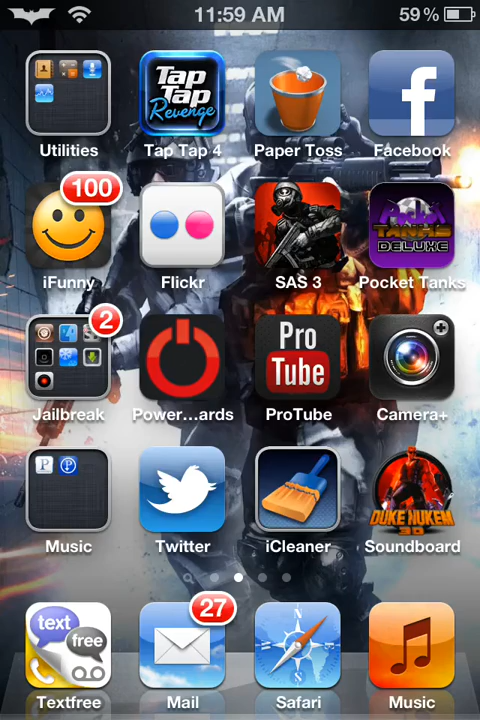 11:59 AM
59%
Tap
Tap
Revenge
f
Utilities
Tap Tap 4
Paper Toss
Facebook
100
TANKS
DELUXE
iFunny
Flickr
SAS 3
Pocket Tanks
2
Pro
Tube
Jailbreak
Power...ards
ProTube
Camera+
P
P
DUKE NUKEM
3D
Music
Twitter
iCleaner
Soundboard
text
free
27
N
Textfree
Mail
Safari
Music